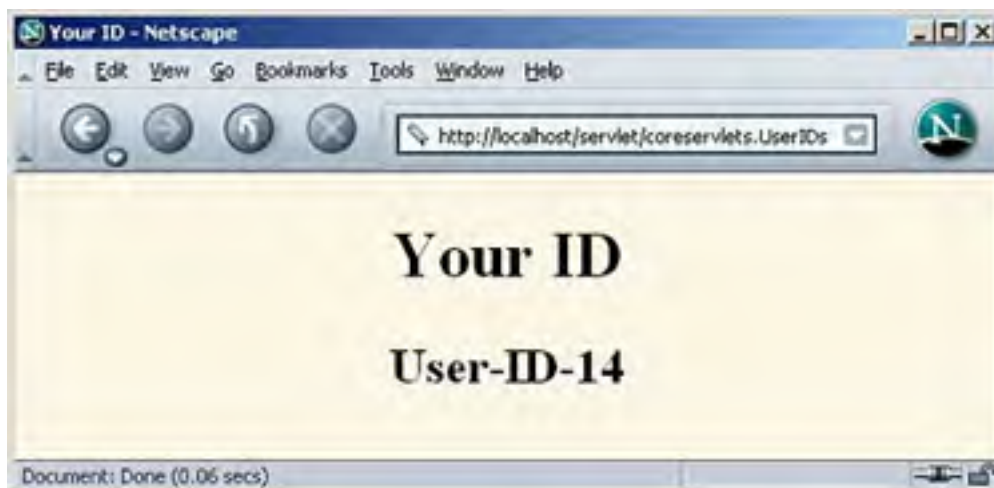 Your ID - Netscape
File Edit View Go Bookmarks Tools Window Help
http://localhost/servlet/coreservlets.UserIDs
N
Your ID
User-ID-14
Document: Done (0.06 secs)